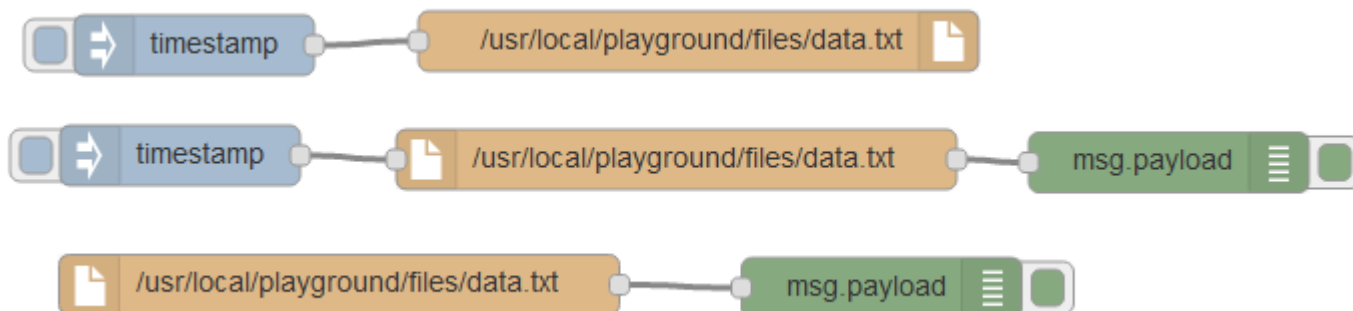 timestamp /usr/local/playground/files/data.txt
timestamp /usr/local/playground/files/data.txt msg.payload
/usr/local/playground/files/data.txt msg.payload